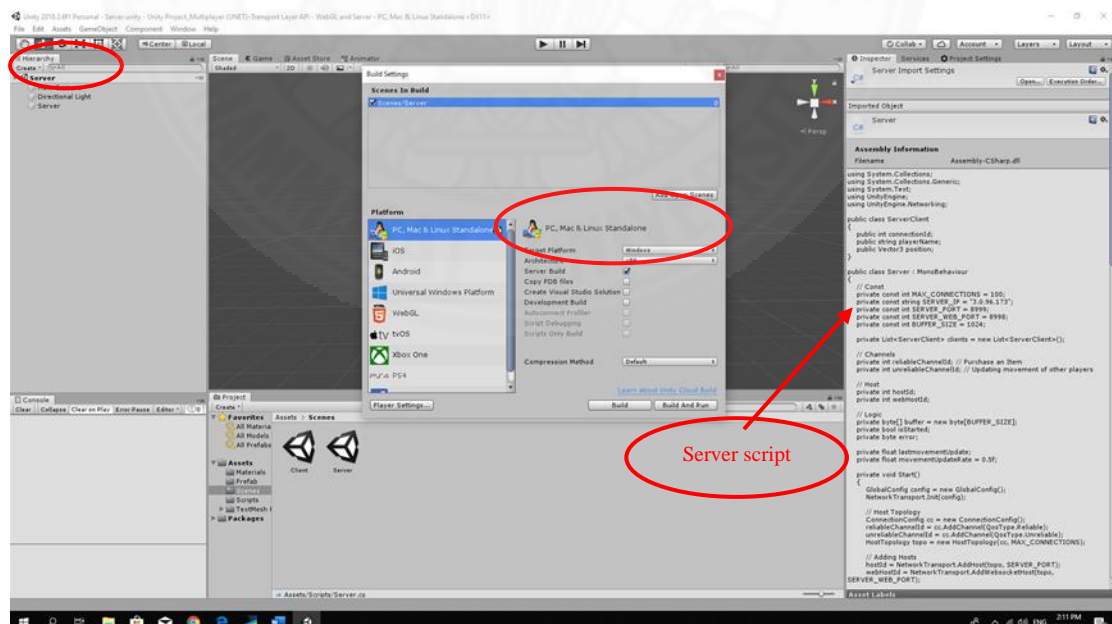 Unity 2018.3.6f1 Personal - Server.unity - Unity Project_Multiplayer (UNET)-Transport Layer API - WebGL and Server - PC, Mac & Linux Standalone <DX11>
File Edit Assets GameObject Component Window Help
Center Local
Collab Account Layers Layout
Hierarchy
Create
Server
Directional Light
Server
Scene Game Asset Store Animator
Shaded 2D
Persp
Build Settings
Scenes In Build
Scenes/Server 0
Add Open Scenes
Platform
PC, Mac & Linux Standalone
iOS
Android
Universal Windows Platform
WebGL
tvOS
Xbox One
PS4
PC, Mac & Linux Standalone
Target Platform Windows
Architecture x86
Server Build
Copy PDB files
Create Visual Studio Solution
Development Build
Autoconnect Profiler
Script Debugging
Scripts Only Build
Compression Method Default
Learn about Unity Cloud Build
Player Settings...
Build Build And Run
Inspector Services Project Settings
Server Import Settings
Open... Execution Order...
Imported Object
Server
Assembly Information
Filename Assembly-CSharp.dll
using System.Collections;
using System.Collections.Generic;
using System.Text;
using UnityEngine;
using UnityEngine.Networking;
public class ServerClient
{
public int connectionId;
public string playerName;
public Vector3 position;
}
public class Server : MonoBehaviour
{
// Const
private const int MAX_CONNECTIONS = 100;
private const string SERVER_IP = "3.0.96.173";
private const int SERVER_PORT = 8999;
private const int SERVER_WEB_PORT = 8998;
private const int BUFFER_SIZE = 1024;
private List<ServerClient> clients = new List<ServerClient>();
// Channels
private int reliableChannelId; // Purchase an Item
private int unreliableChannelId; // Updating movement of other players
// Host
private int hostId;
private int webHostId;
// Logic
private byte[] buffer = new byte[BUFFER_SIZE];
private bool isStarted;
private byte error;
private float lastmovementUpdate;
private float movementUpdateRate = 0.5f;
private void Start()
{
GlobalConfig config = new GlobalConfig();
NetworkTransport.Init(config);
// Host Topology
ConnectionConfig cc = new ConnectionConfig();
reliableChannelId = cc.AddChannel(QosType.Reliable);
unreliableChannelId = cc.AddChannel(QosType.Unreliable);
HostTopology topo = new HostTopology(cc, MAX_CONNECTIONS);
// Adding Hosts
hostId = NetworkTransport.AddHost(topo, SERVER_PORT);
webHostId = NetworkTransport.AddWebsocketHost(topo,
SERVER_WEB_PORT);
Asset Labels
Server script
Console
Clear Collapse Clear on Play Error Pause Editor
Project
Create
Favorites
All Materia
All Models
All Prefabs
Assets
Materials
Prefab
Scenes
Scripts
TextMesh
Packages
Assets > Scenes
Client Server
Assets/Scripts/Server.cs
ENG 2:11 PM